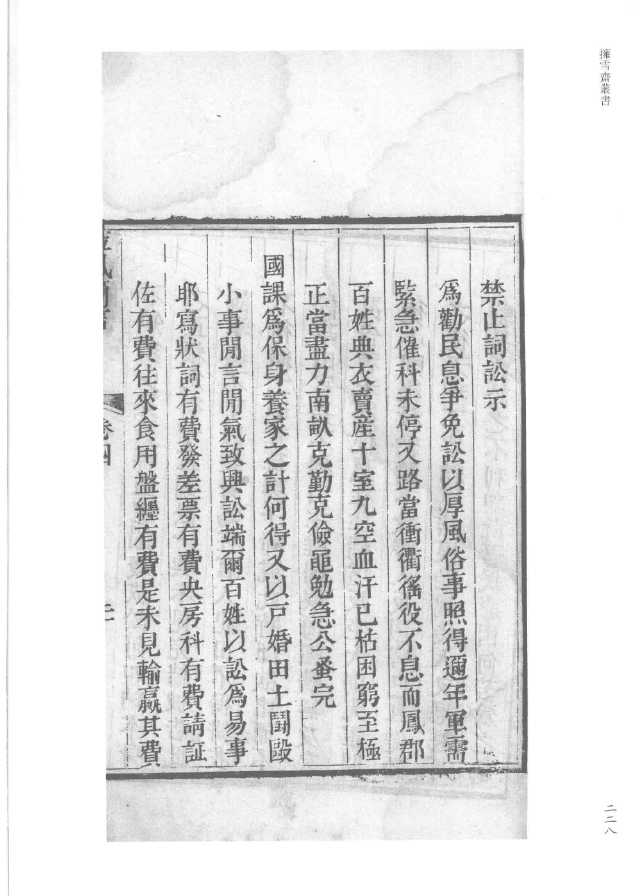 擁雪齋叢書
禁止詞訟示
爲勸民息爭免訟以厚風俗事照得邇年軍需
緊急催科未停又路當衝衢徭役不息而鳳郡
百姓典衣賣産十室九空血汗已枯困窮至極
正當盡力南畝克勤克儉黽勉急公蚤完
國課爲保身養家之計何得又以戸婚田土鬪毆
小事閒言閒氣致興訟端爾百姓以訟爲易事
耶寫狀詞有費發差票有費央房科有費請証
佐有費往來食用盤纏有費是未見輸贏其費
卷四
二二八